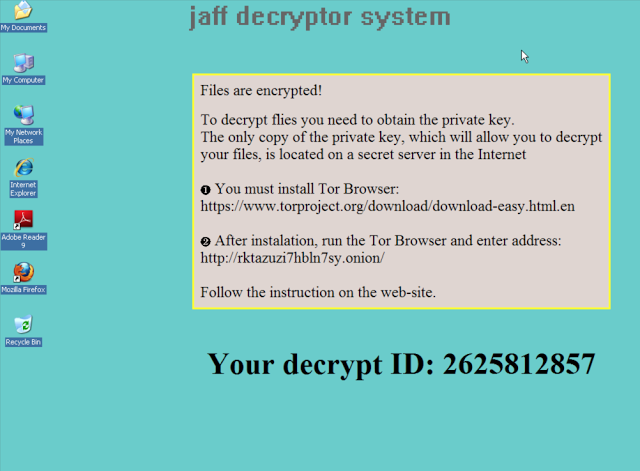 jaff decryptor system
My Documents
My Computer
My Network
Places
Internet
Explorer
Adobe Reader
9
Mozilla Firefox
Recycle Bin
Files are encrypted!
To decrypt flies you need to obtain the private key.
The only copy of the private key, which will allow you to decrypt
your files, is located on a secret server in the Internet
❶ You must install Tor Browser:
https://www.torproject.org/download/download-easy.html.en
❷ After instalation, run the Tor Browser and enter address:
http://rktazuzi7hbln7sy.onion/
Follow the instruction on the web-site.
Your decrypt ID: 2625812857